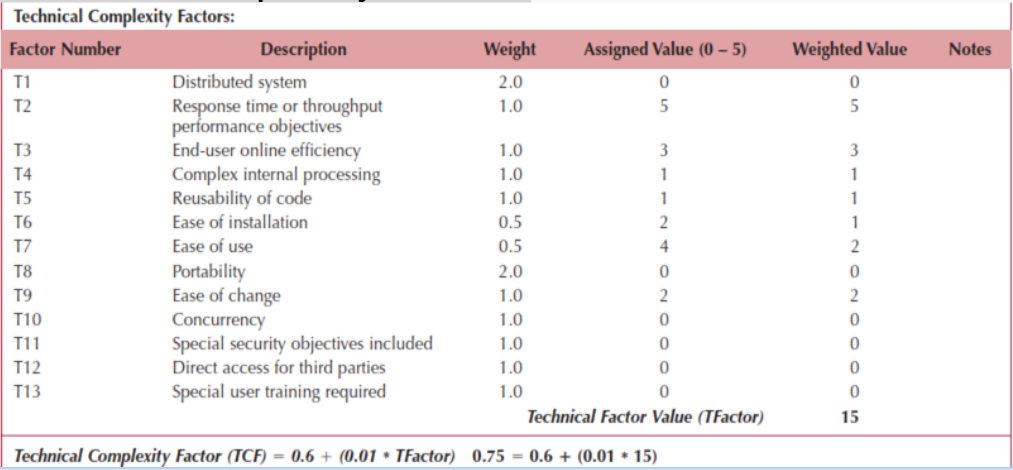 Technical Complexity Factors:
Factor Number Description Weight Assigned Value (0 – 5) Weighted Value Notes
T1 Distributed system 2.0 0 0
T2 Response time or throughput 1.0 5 5
performance objectives
T3 End-user online efficiency 1.0 3 3
T4 Complex internal processing 1.0 1 1
T5 Reusability of code 1.0 1 1
T6 Ease of installation 0.5 2 1
T7 Ease of use 0.5 4 2
T8 Portability 2.0 0 0
T9 Ease of change 1.0 2 2
T10 Concurrency 1.0 0 0
T11 Special security objectives included 1.0 0 0
T12 Direct access for third parties 1.0 0 0
T13 Special user training required 1.0 0 0
Technical Factor Value (TFactor) 15
Technical Complexity Factor (TCF) = 0.6 + (0.01 * TFactor) 0.75 = 0.6 + (0.01 * 15)